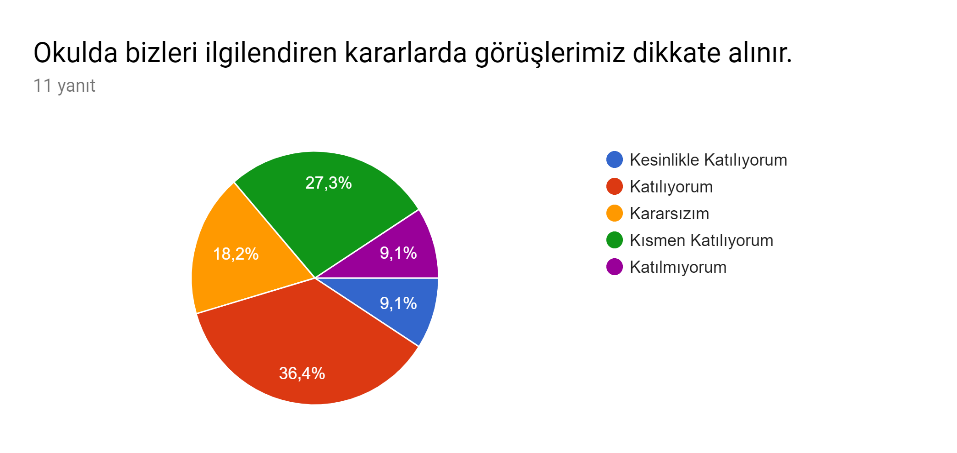 Okulda bizleri ilgilendiren kararlarda görüşlerimiz dikkate alınır.
11 yanıt
27,3%
18,2%
9,1%
9,1%
36,4%
Kesinlikle Katılıyorum
Katılıyorum
Kararsızım
Kısmen Katılıyorum
Katılmıyorum